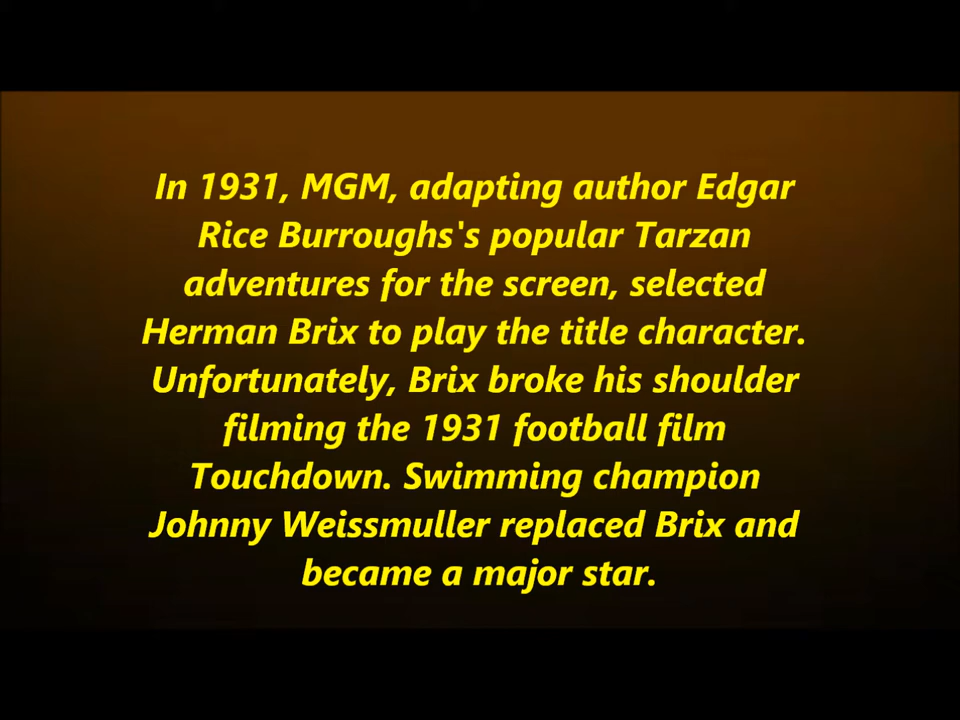 In 1931, MGM, adapting author Edgar
Rice Burroughs's popular Tarzan
adventures for the screen, selected
Herman Brix to play the title character.
Unfortunately, Brix broke his shoulder
filming the 1931 football film
Touchdown. Swimming champion
Johnny Weissmuller replaced Brix and
became a major star.